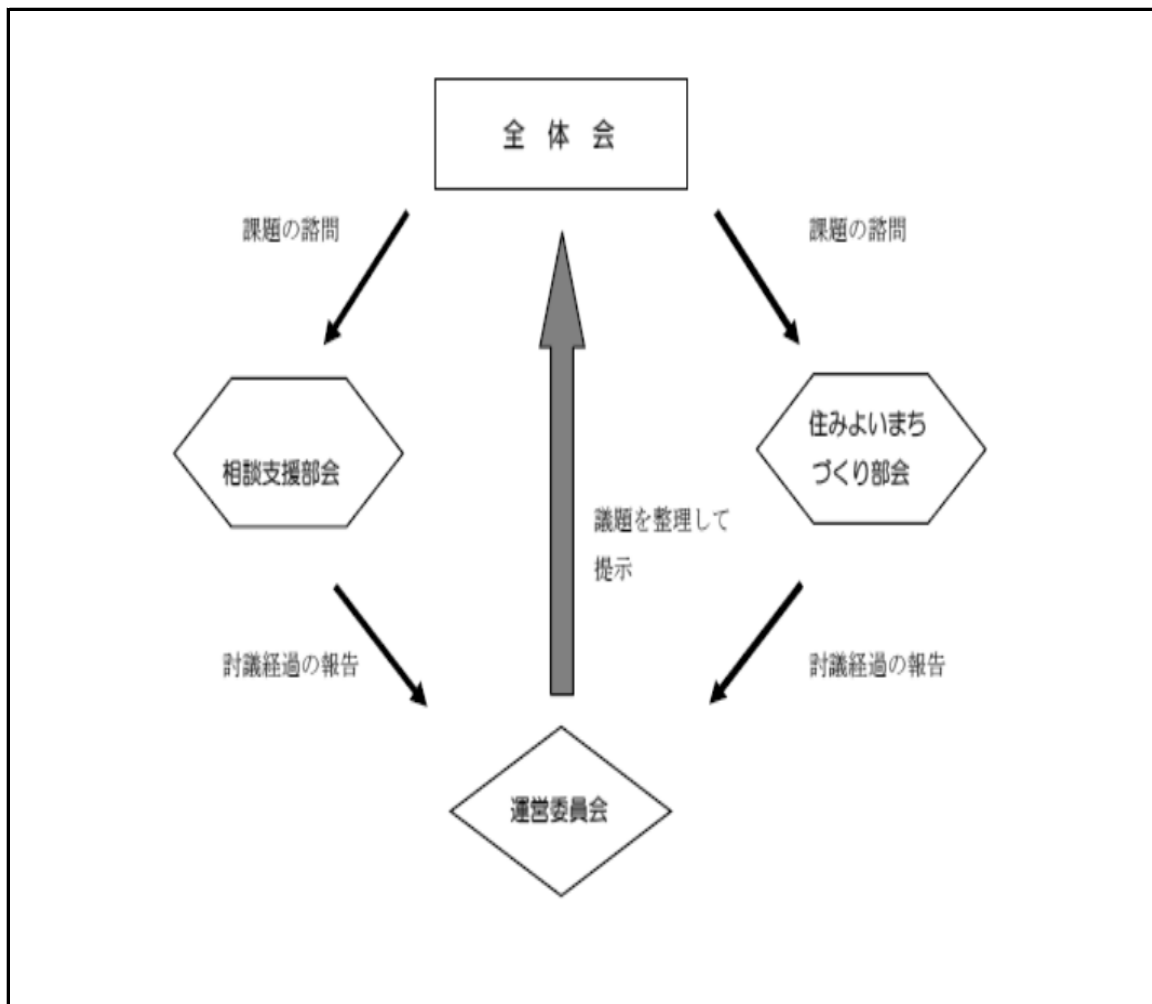 全 体 会
課題の諮問
課題の諮問
相談支援部会
住みよいまち
づくり部会
議題を整理して
提示
討議経過の報告
討議経過の報告
運営委員会